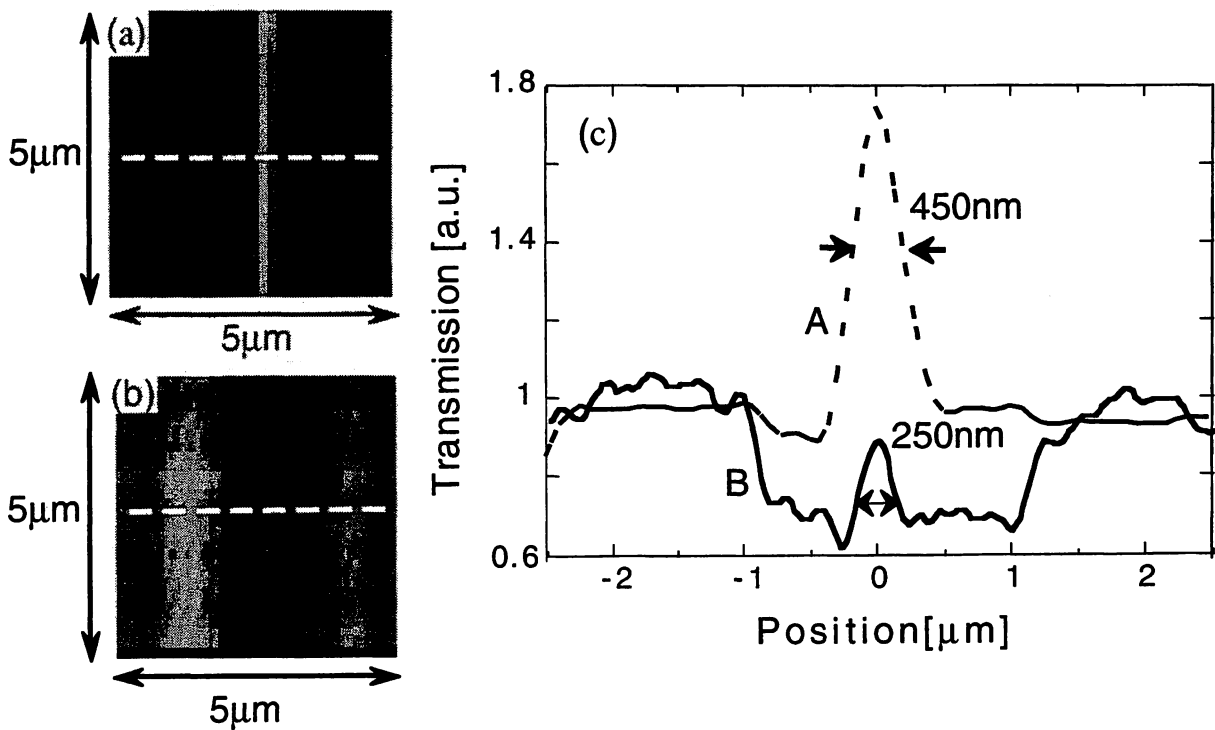 (a)
5μm
5μm
(b)
5μm
5μm
(c)
1.8
1.4
1
0.6
Transmission [a.u.]
450nm
A
250nm
B
-2
-1
0
1
2
Position[μm]